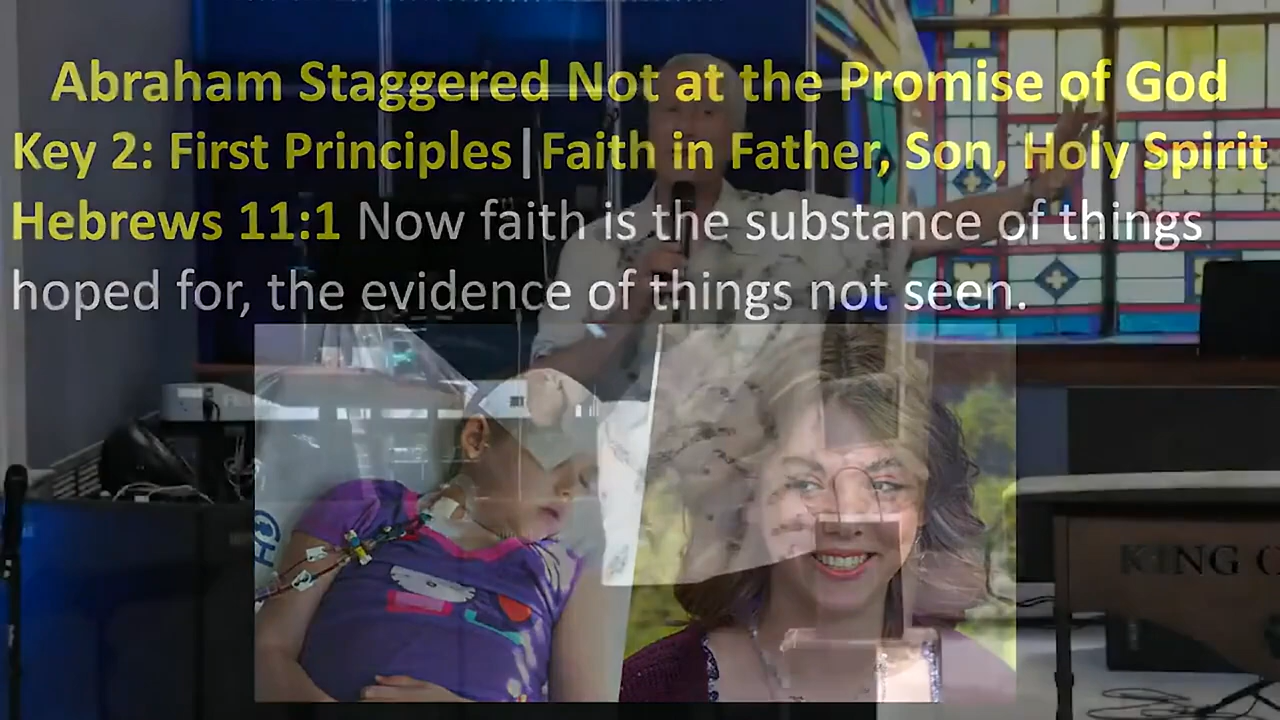 Abraham Staggered Not at the Promise of God
Key 2: First Principles|Faith in Father, Son, Holy Spirit
Hebrews 11:1 Now faith is the substance of things
hoped for, the evidence of things not seen.
KING